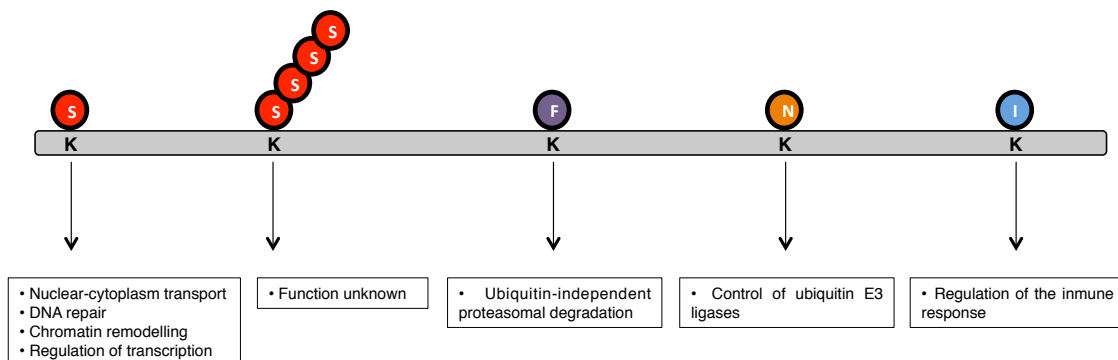 S
S
S
S
S F N I
K K K K K
• Nuclear-cytoplasm transport
• DNA repair
• Chromatin remodelling
• Regulation of transcription
• Function unknown
• Ubiquitin-independent
proteasomal degradation
• Control of ubiquitin E3
ligases
• Regulation of the inmune
response